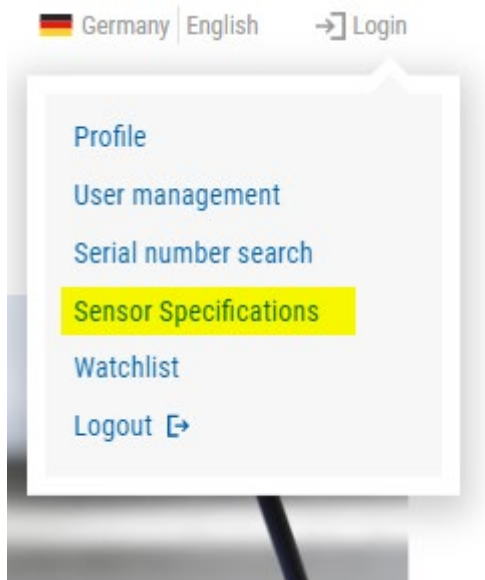 Germany English Login
Profile
User management
Serial number search
Sensor Specifications
Watchlist
Logout